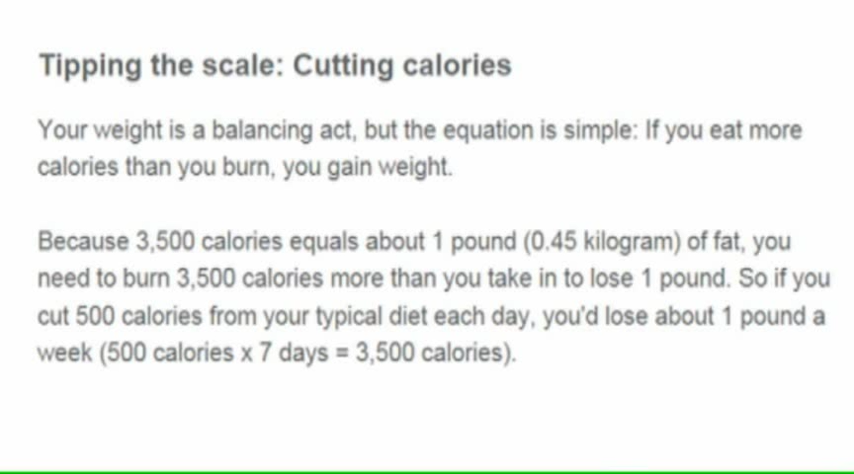 Tipping the scale: Cutting calories
Your weight is a balancing act, but the equation is simple: If you eat more
calories than you burn, you gain weight.
Because 3,500 calories equals about 1 pound (0.45 kilogram) of fat, you
need to burn 3,500 calories more than you take in to lose 1 pound. So if you
cut 500 calories from your typical diet each day, you'd lose about 1 pound a
week (500 calories x 7 days = 3,500 calories).